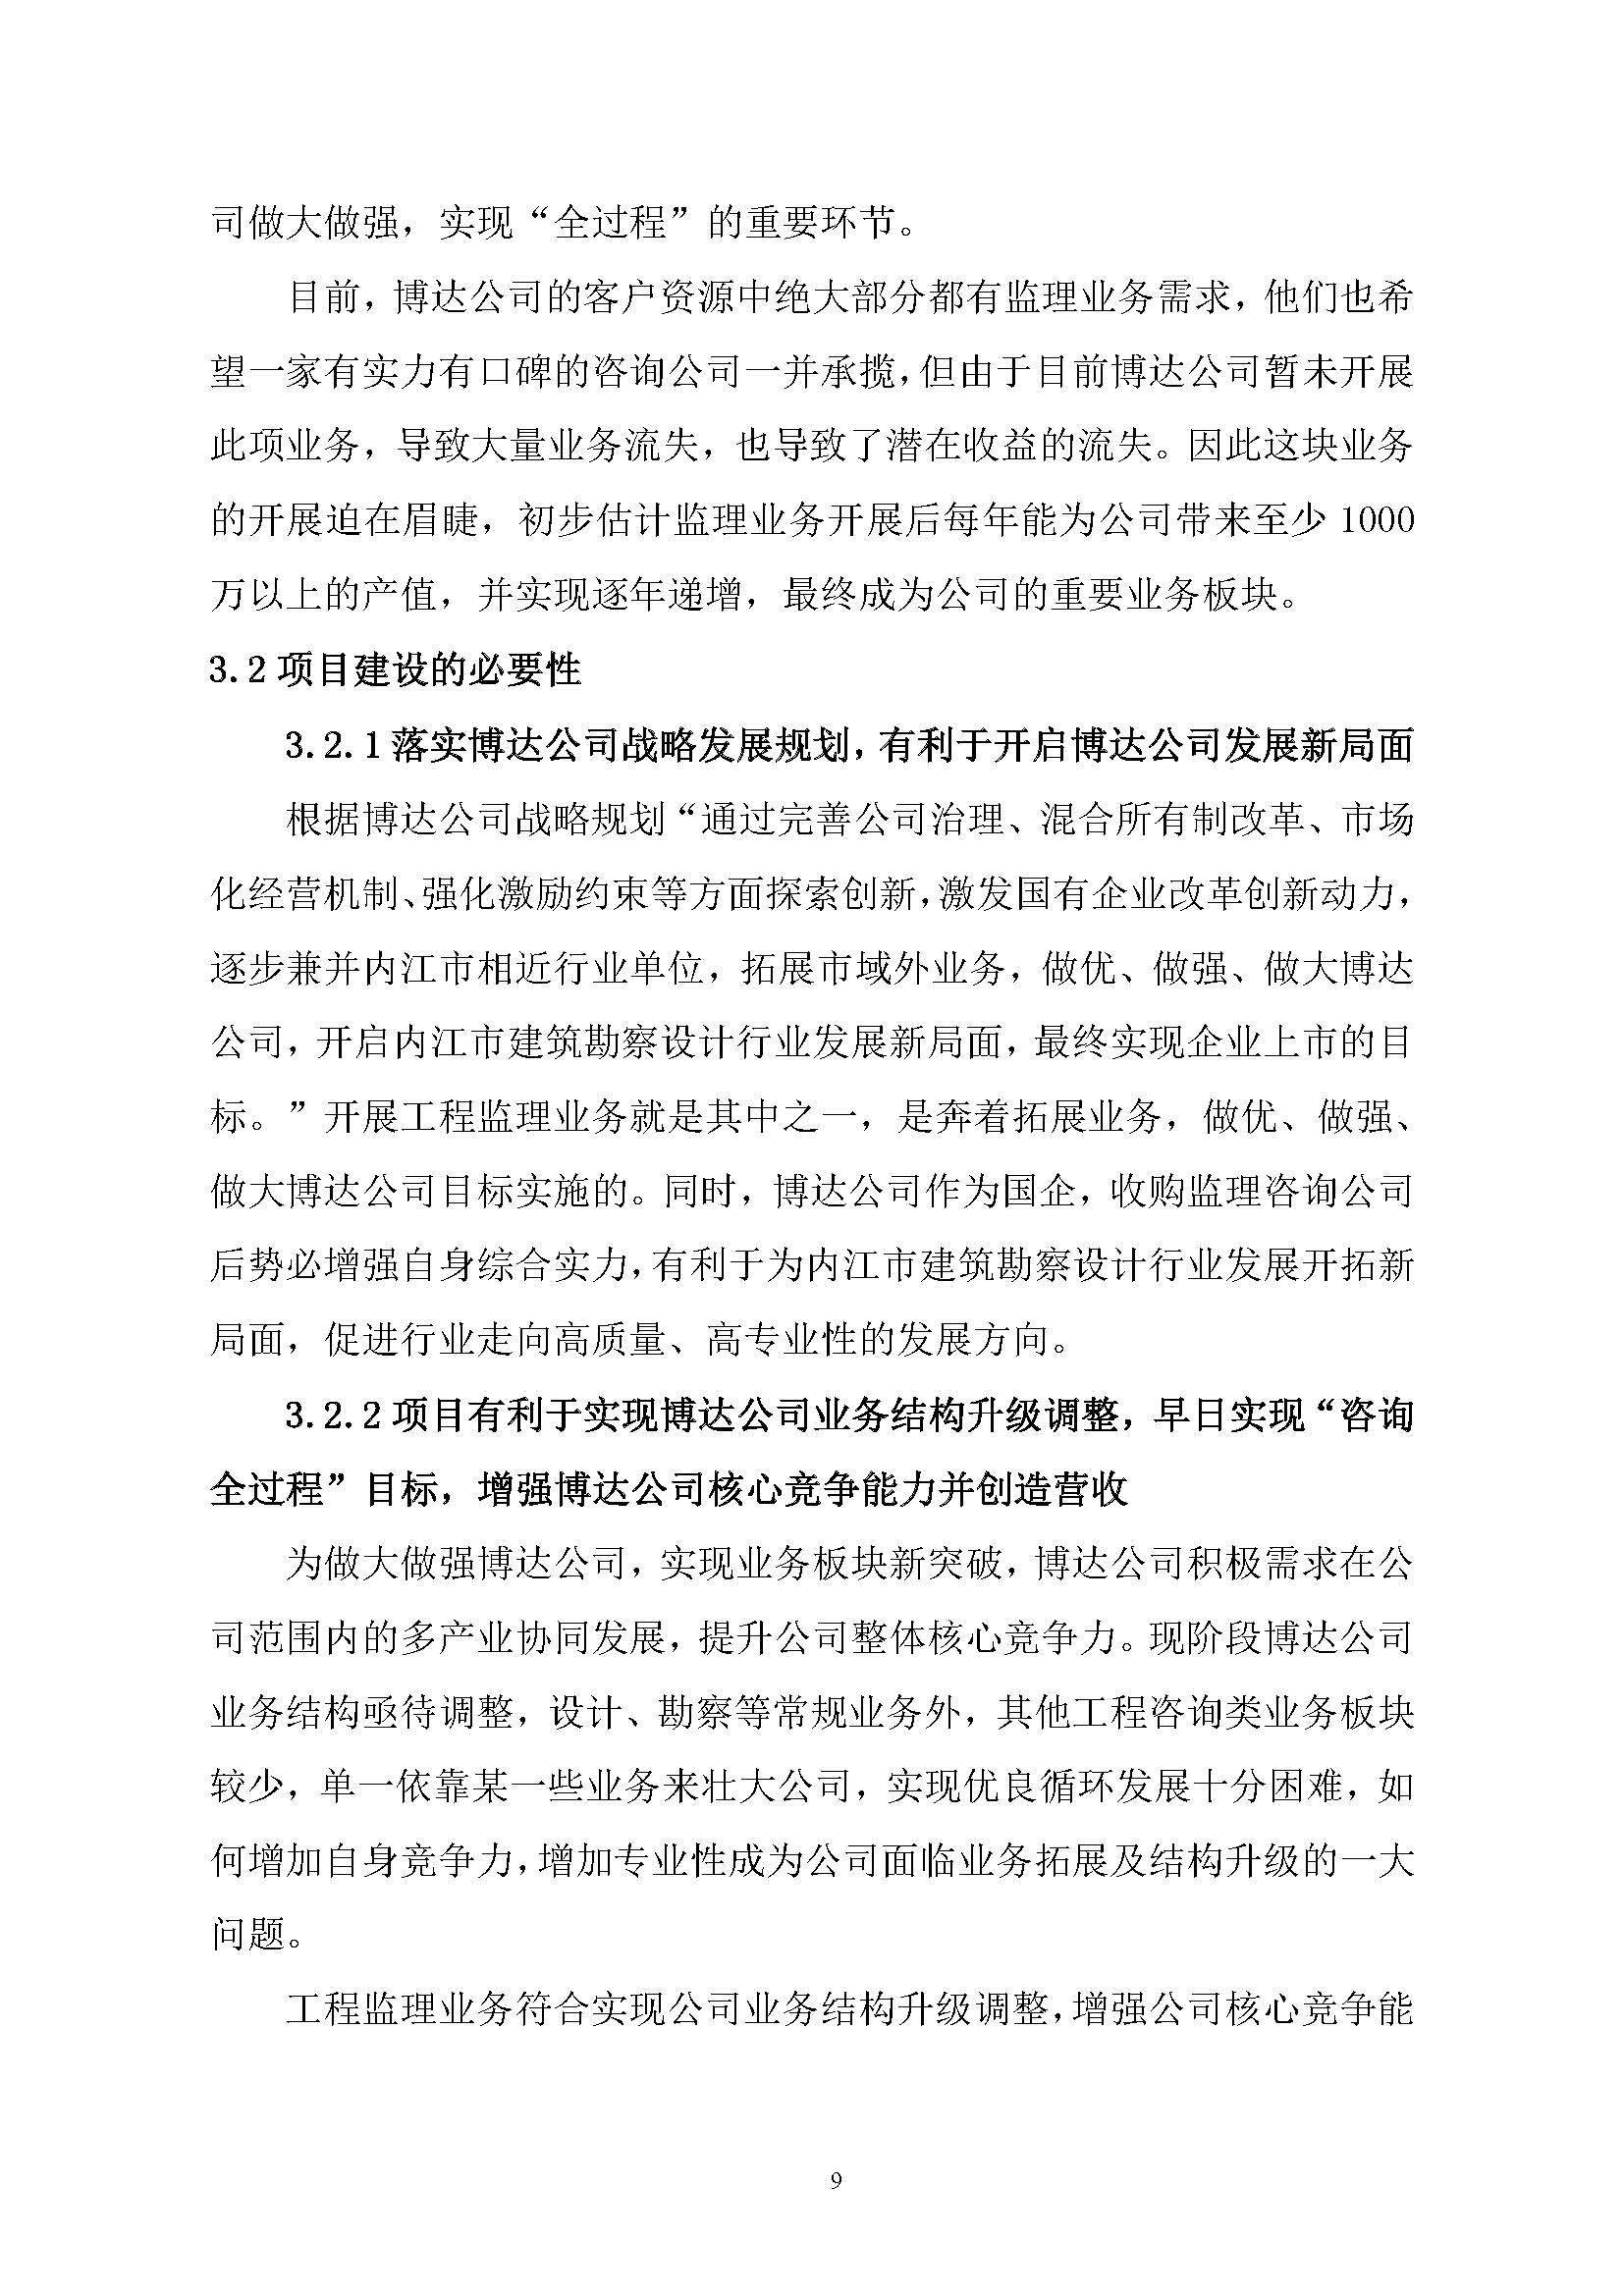 司做大做强，实现“全过程”的重要环节。
目前，博达公司的客户资源中绝大部分都有监理业务需求，他们也希
望一家有实力有口碑的咨询公司一并承揽，但由于目前博达公司暂未开展
此项业务，导致大量业务流失，也导致了潜在收益的流失。因此这块业务
的开展迫在眉睫，初步估计监理业务开展后每年能为公司带来至少 1000
万以上的产值，并实现逐年递增，最终成为公司的重要业务板块。
3.2 项目建设的必要性
3.2.1 落实博达公司战略发展规划，有利于开启博达公司发展新局面
根据博达公司战略规划“通过完善公司治理、混合所有制改革、市场
化经营机制、强化激励约束等方面探索创新，激发国有企业改革创新动力，
逐步兼并内江市相近行业单位，拓展市域外业务，做优、做强、做大博达
公司，开启内江市建筑勘察设计行业发展新局面，最终实现企业上市的目
标。”开展工程监理业务就是其中之一，是奔着拓展业务，做优、做强、
做大博达公司目标实施的。同时，博达公司作为国企，收购监理咨询公司
后势必增强自身综合实力，有利于为内江市建筑勘察设计行业发展开拓新
局面，促进行业走向高质量、高专业性的发展方向。
3.2.2 项目有利于实现博达公司业务结构升级调整，早日实现“咨询
全过程”目标，增强博达公司核心竞争能力并创造营收
为做大做强博达公司，实现业务板块新突破，博达公司积极需求在公
司范围内的多产业协同发展，提升公司整体核心竞争力。现阶段博达公司
业务结构亟待调整，设计、勘察等常规业务外，其他工程咨询类业务板块
较少，单一依靠某一些业务来壮大公司，实现优良循环发展十分困难，如
何增加自身竞争力，增加专业性成为公司面临业务拓展及结构升级的一大
问题。
工程监理业务符合实现公司业务结构升级调整，增强公司核心竞争能
9